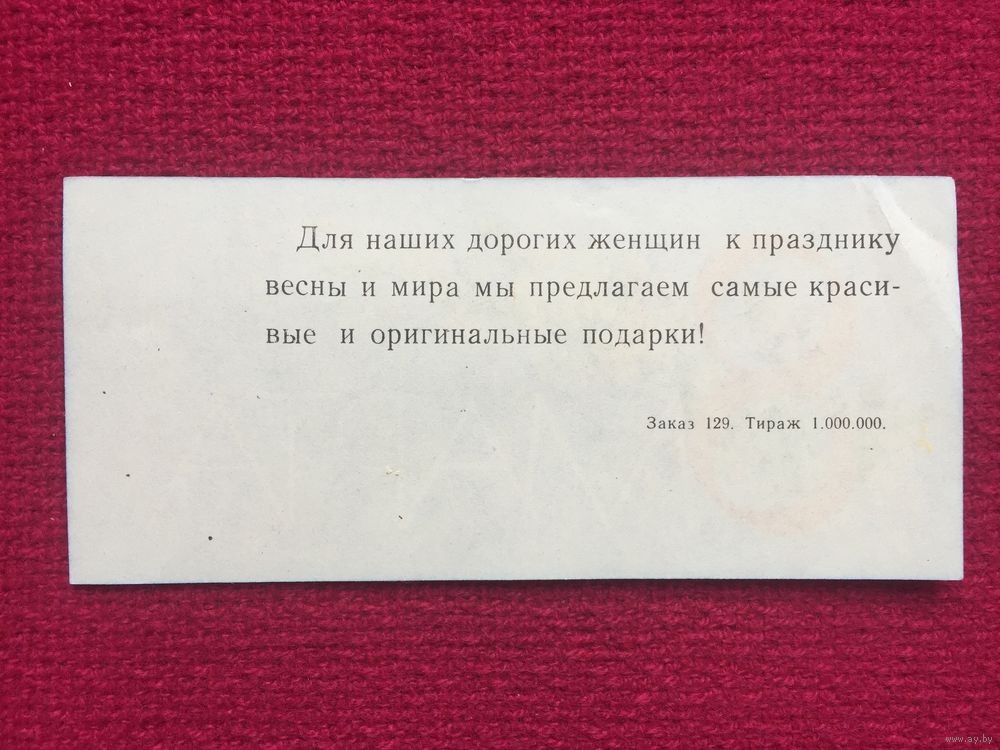 Для наших дорогих женщин к празднику
весны и мира мы предлагаем самые краси-
вые и оригинальные подарки!
Заказ 129. Тираж 1.000.000.
www.ay.by